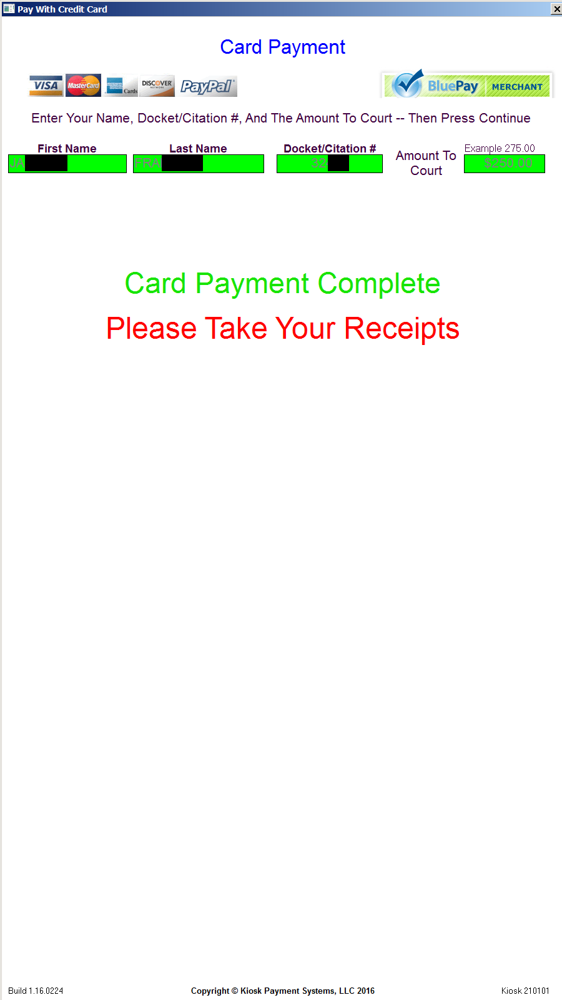 Pay With Credit Card
Card Payment
VISA MasterCard AMERICAN EXPRESS Cards DISCOVER NETWORK PayPal BluePay MERCHANT
Enter Your Name, Docket/Citation #, And The Amount To Court -- Then Press Continue
First Name Last Name Docket/Citation # Amount To Court Example 275.00
JA FRA 32 $250.00
Card Payment Complete
Please Take Your Receipts
Build 1.16.0224 Copyright © Kiosk Payment Systems, LLC 2016 Kiosk 210101